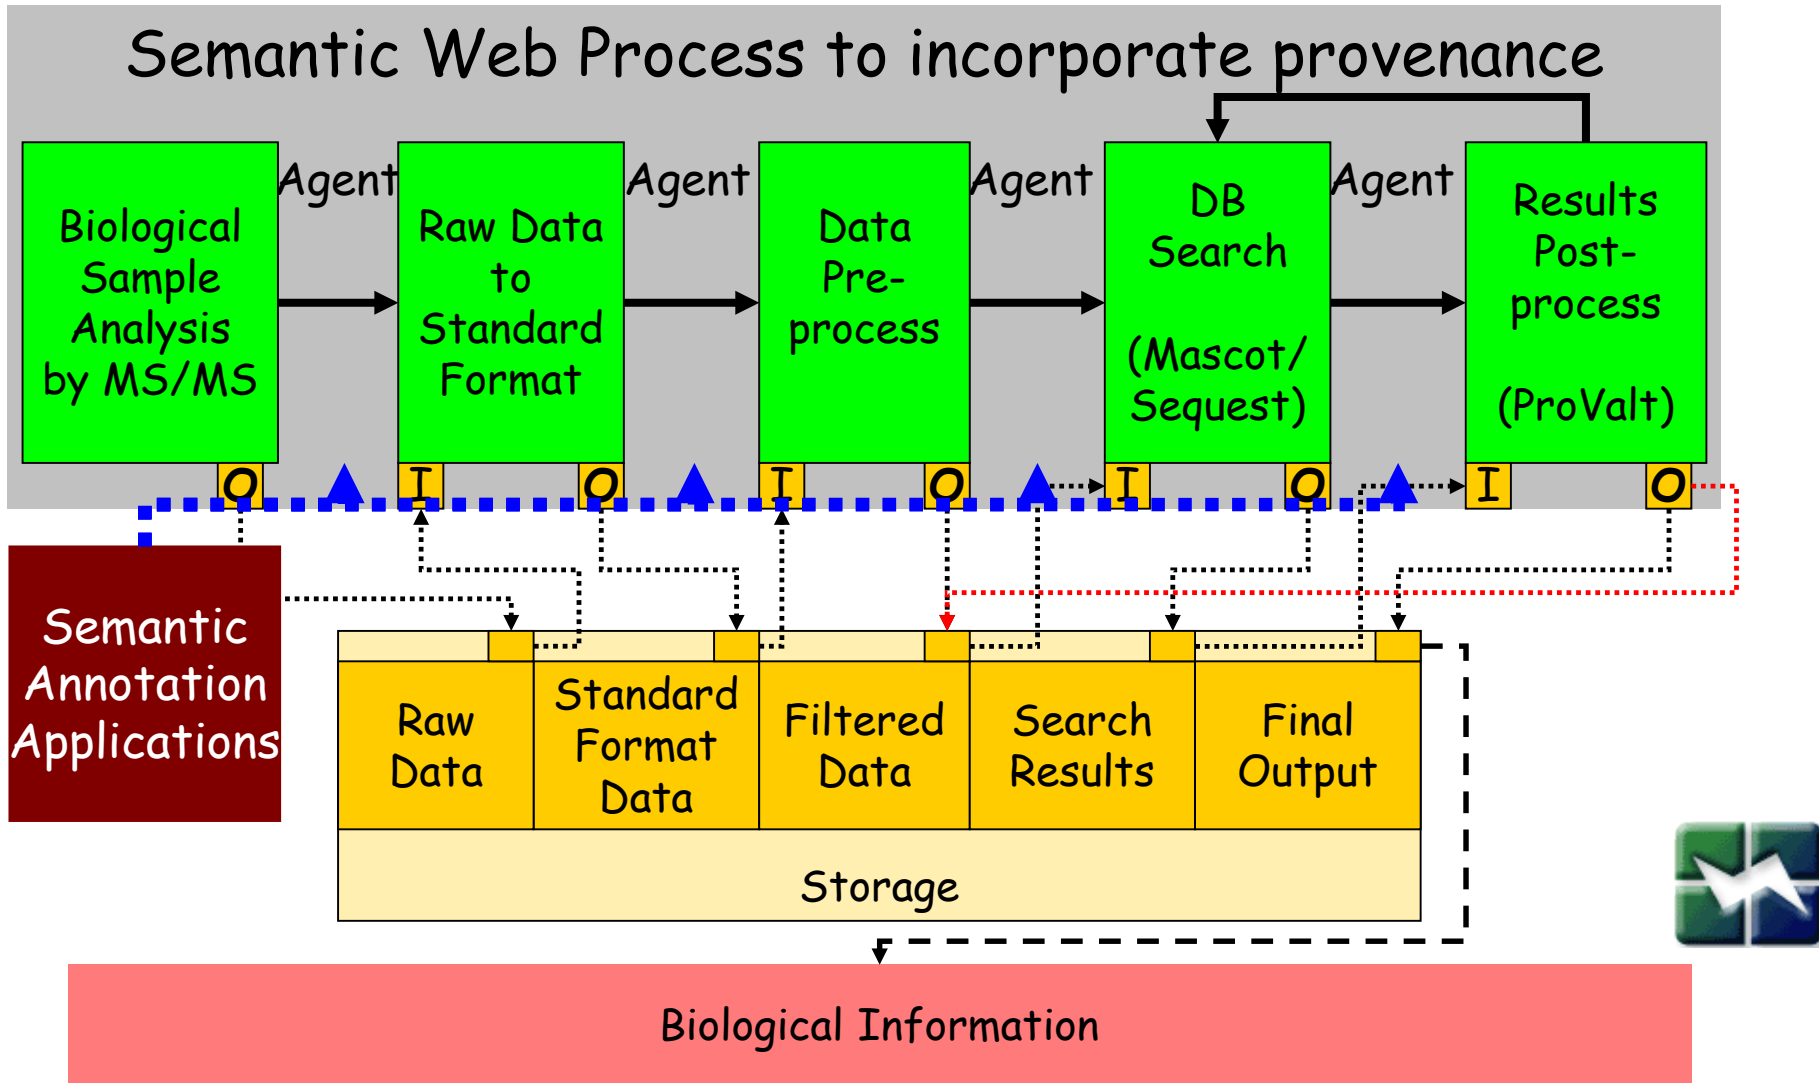 Semantic Web Process to incorporate provenance
Agent
Agent
Agent
Agent
Biological
Sample
Analysis
by MS/MS
Raw Data
to
Standard
Format
Data
Pre-
process
DB
Search
(Mascot/
Sequest)
Results
Post-
process
(ProValt)
O
I
O
I
O
I
O
I
O
Semantic
Annotation
Applications
Raw
Data
Standard
Format
Data
Filtered
Data
Search
Results
Final
Output
Storage
Biological Information